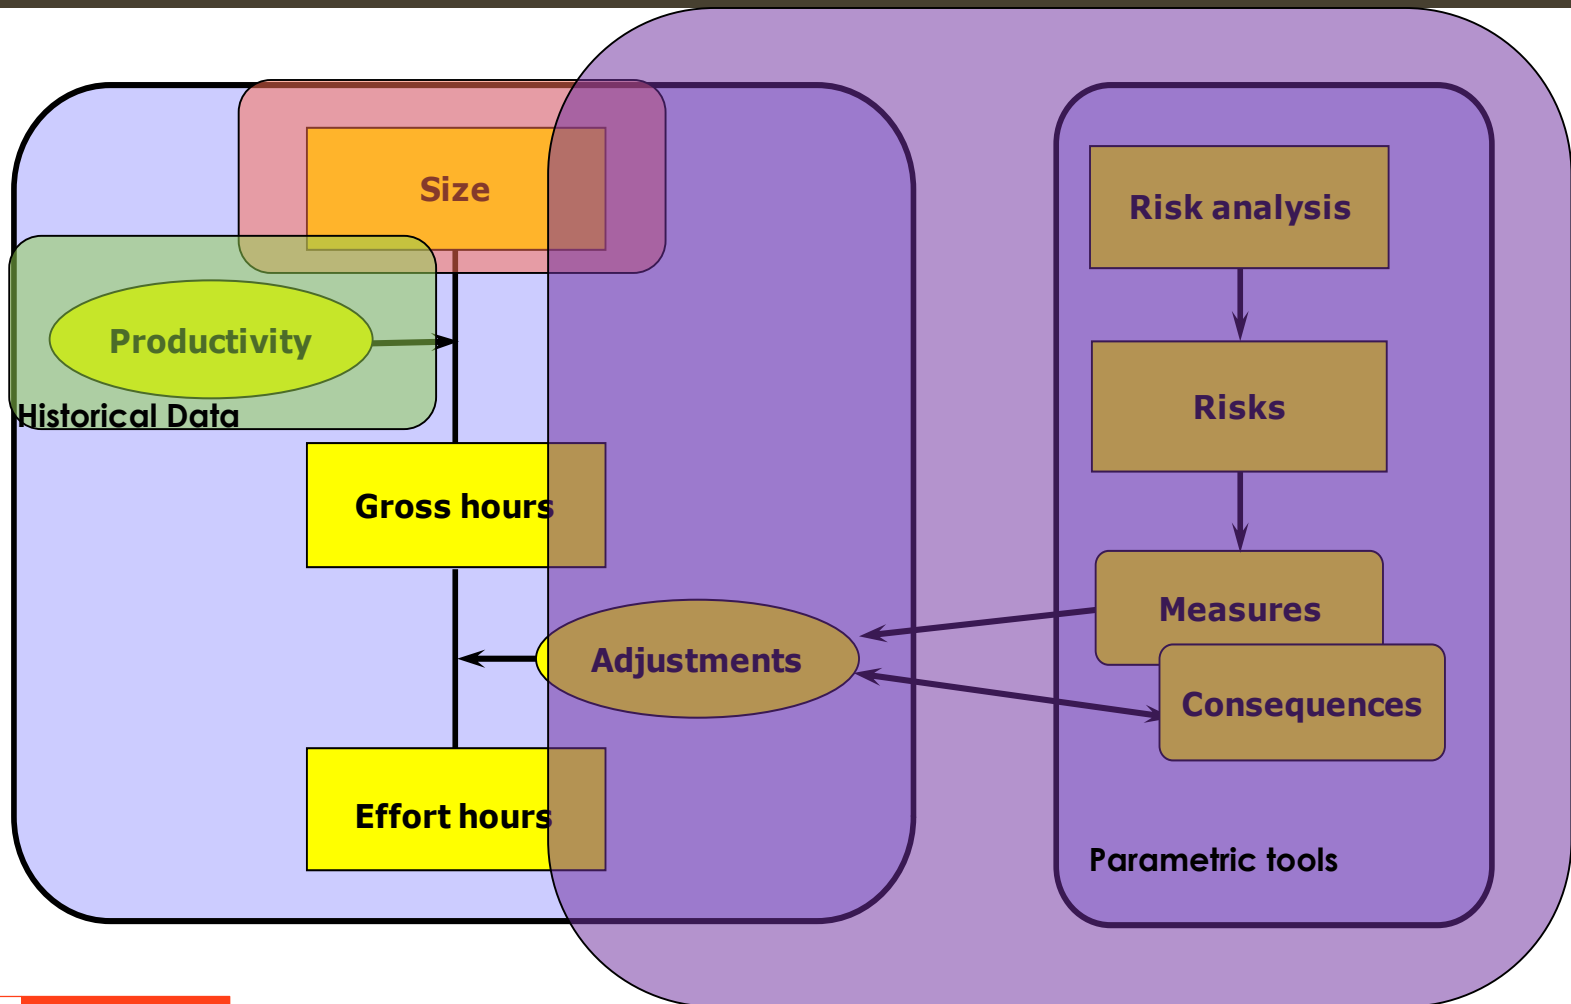 Size
Productivity
Historical Data
Gross hours
Adjustments
Effort hours
Risk analysis
Risks
Measures
Consequences
Parametric tools